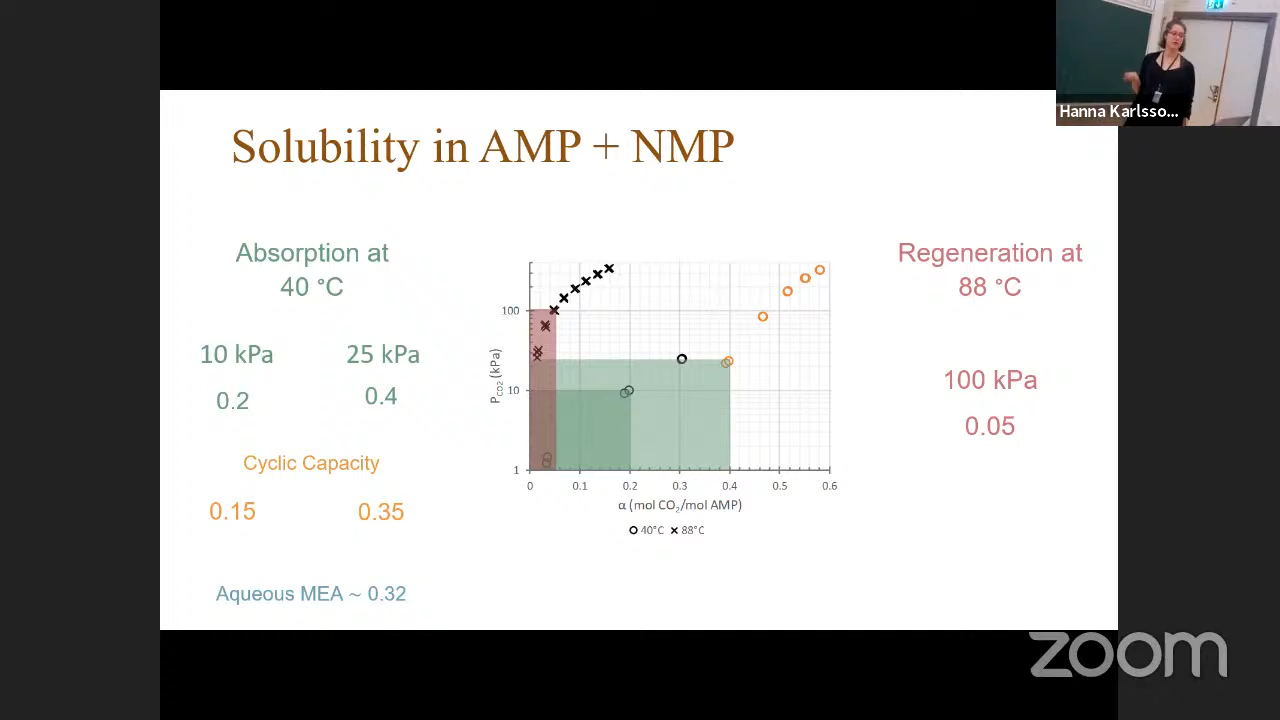 Hanna Karlsso...
Solubility in AMP + NMP
Absorption at
40 °C
10 kPa
25 kPa
0.2
0.4
Cyclic Capacity
0.15
0.35
Aqueous MEA ~ 0.32
P_CO2 (kPa)
100
10
1
0 0.1 0.2 0.3 0.4 0.5 0.6
α (mol CO₂/mol AMP)
40°C 88°C
Regeneration at
88 °C
100 kPa
0.05
zoom